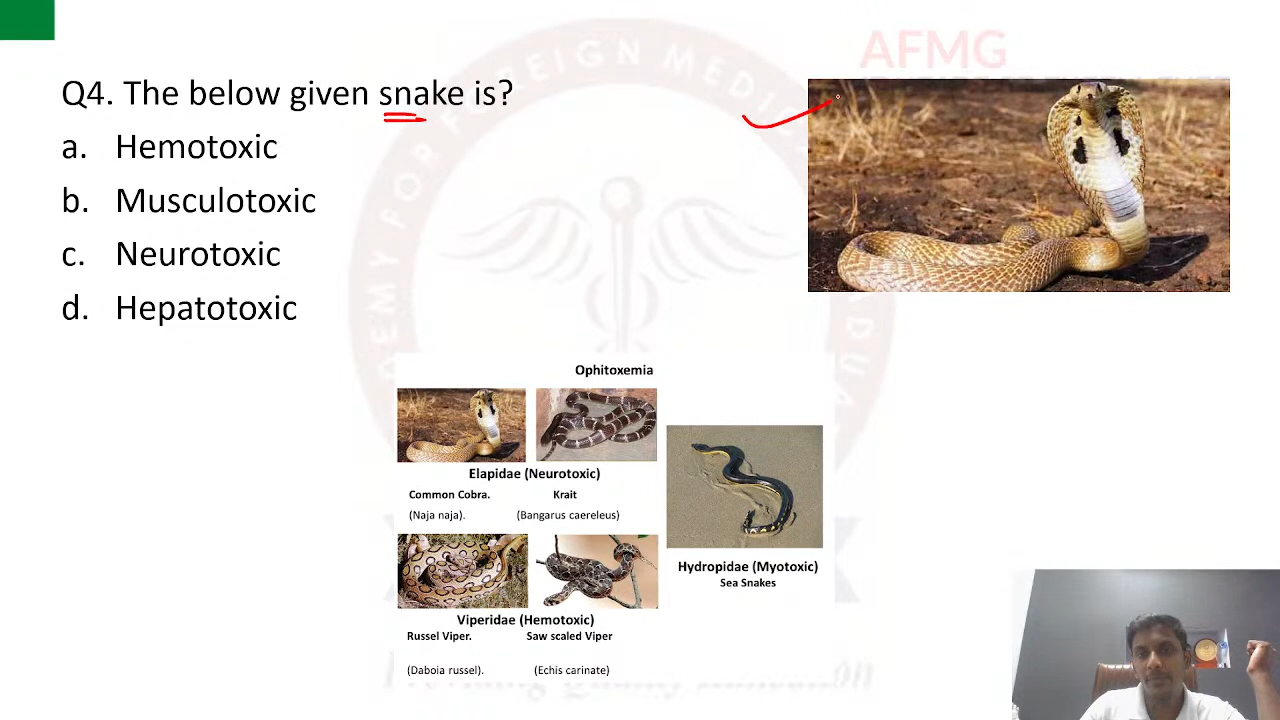 AFMG
Q4. The below given snake is?
a. Hemotoxic
b. Musculotoxic
c. Neurotoxic
d. Hepatotoxic
Ophitoxemia
Elapidae (Neurotoxic)
Common Cobra. Krait
(Naja naja). (Bangarus caereleus)
Hydropidae (Myotoxic)
Sea Snakes
Viperidae (Hemotoxic)
Russel Viper. Saw scaled Viper
(Daboia russel). (Echis carinate)